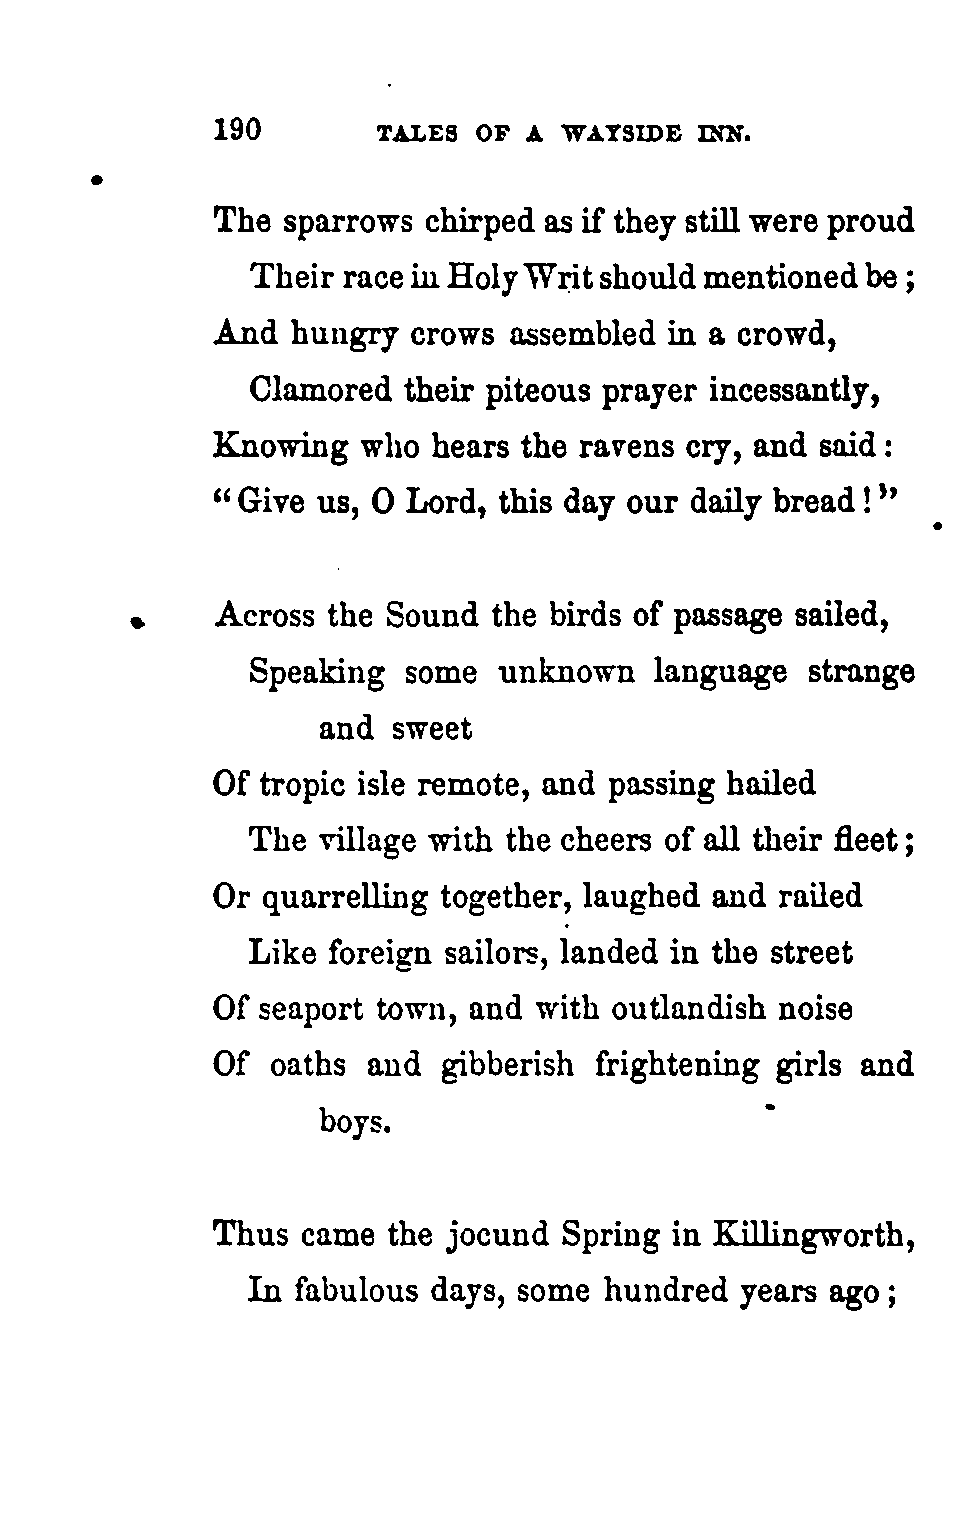 190 TALES OF A WAYSIDE INN.
The sparrows chirped as if they still were proud
Their race in Holy Writ should mentioned be ;
And hungry crows assembled in a crowd,
Clamored their piteous prayer incessantly,
Knowing who hears the ravens cry, and said :
“ Give us, O Lord, this day our daily bread ! ”
Across the Sound the birds of passage sailed,
Speaking some unknown language strange
and sweet
Of tropic isle remote, and passing hailed
The village with the cheers of all their fleet ;
Or quarrelling together, laughed and railed
Like foreign sailors, landed in the street
Of seaport town, and with outlandish noise
Of oaths and gibberish frightening girls and
boys.
Thus came the jocund Spring in Killingworth,
In fabulous days, some hundred years ago ;